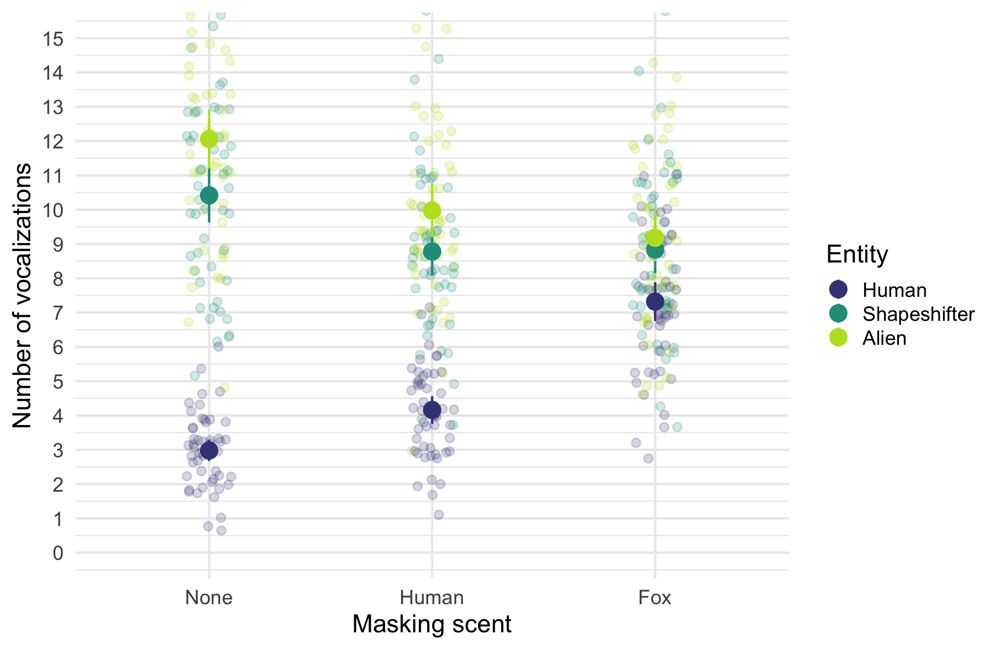 Number of vocalizations
15
14
13
12
11
10
9
8
7
6
5
4
3
2
1
0
None
Human
Fox
Masking scent
Entity
Human
Shapeshifter
Alien